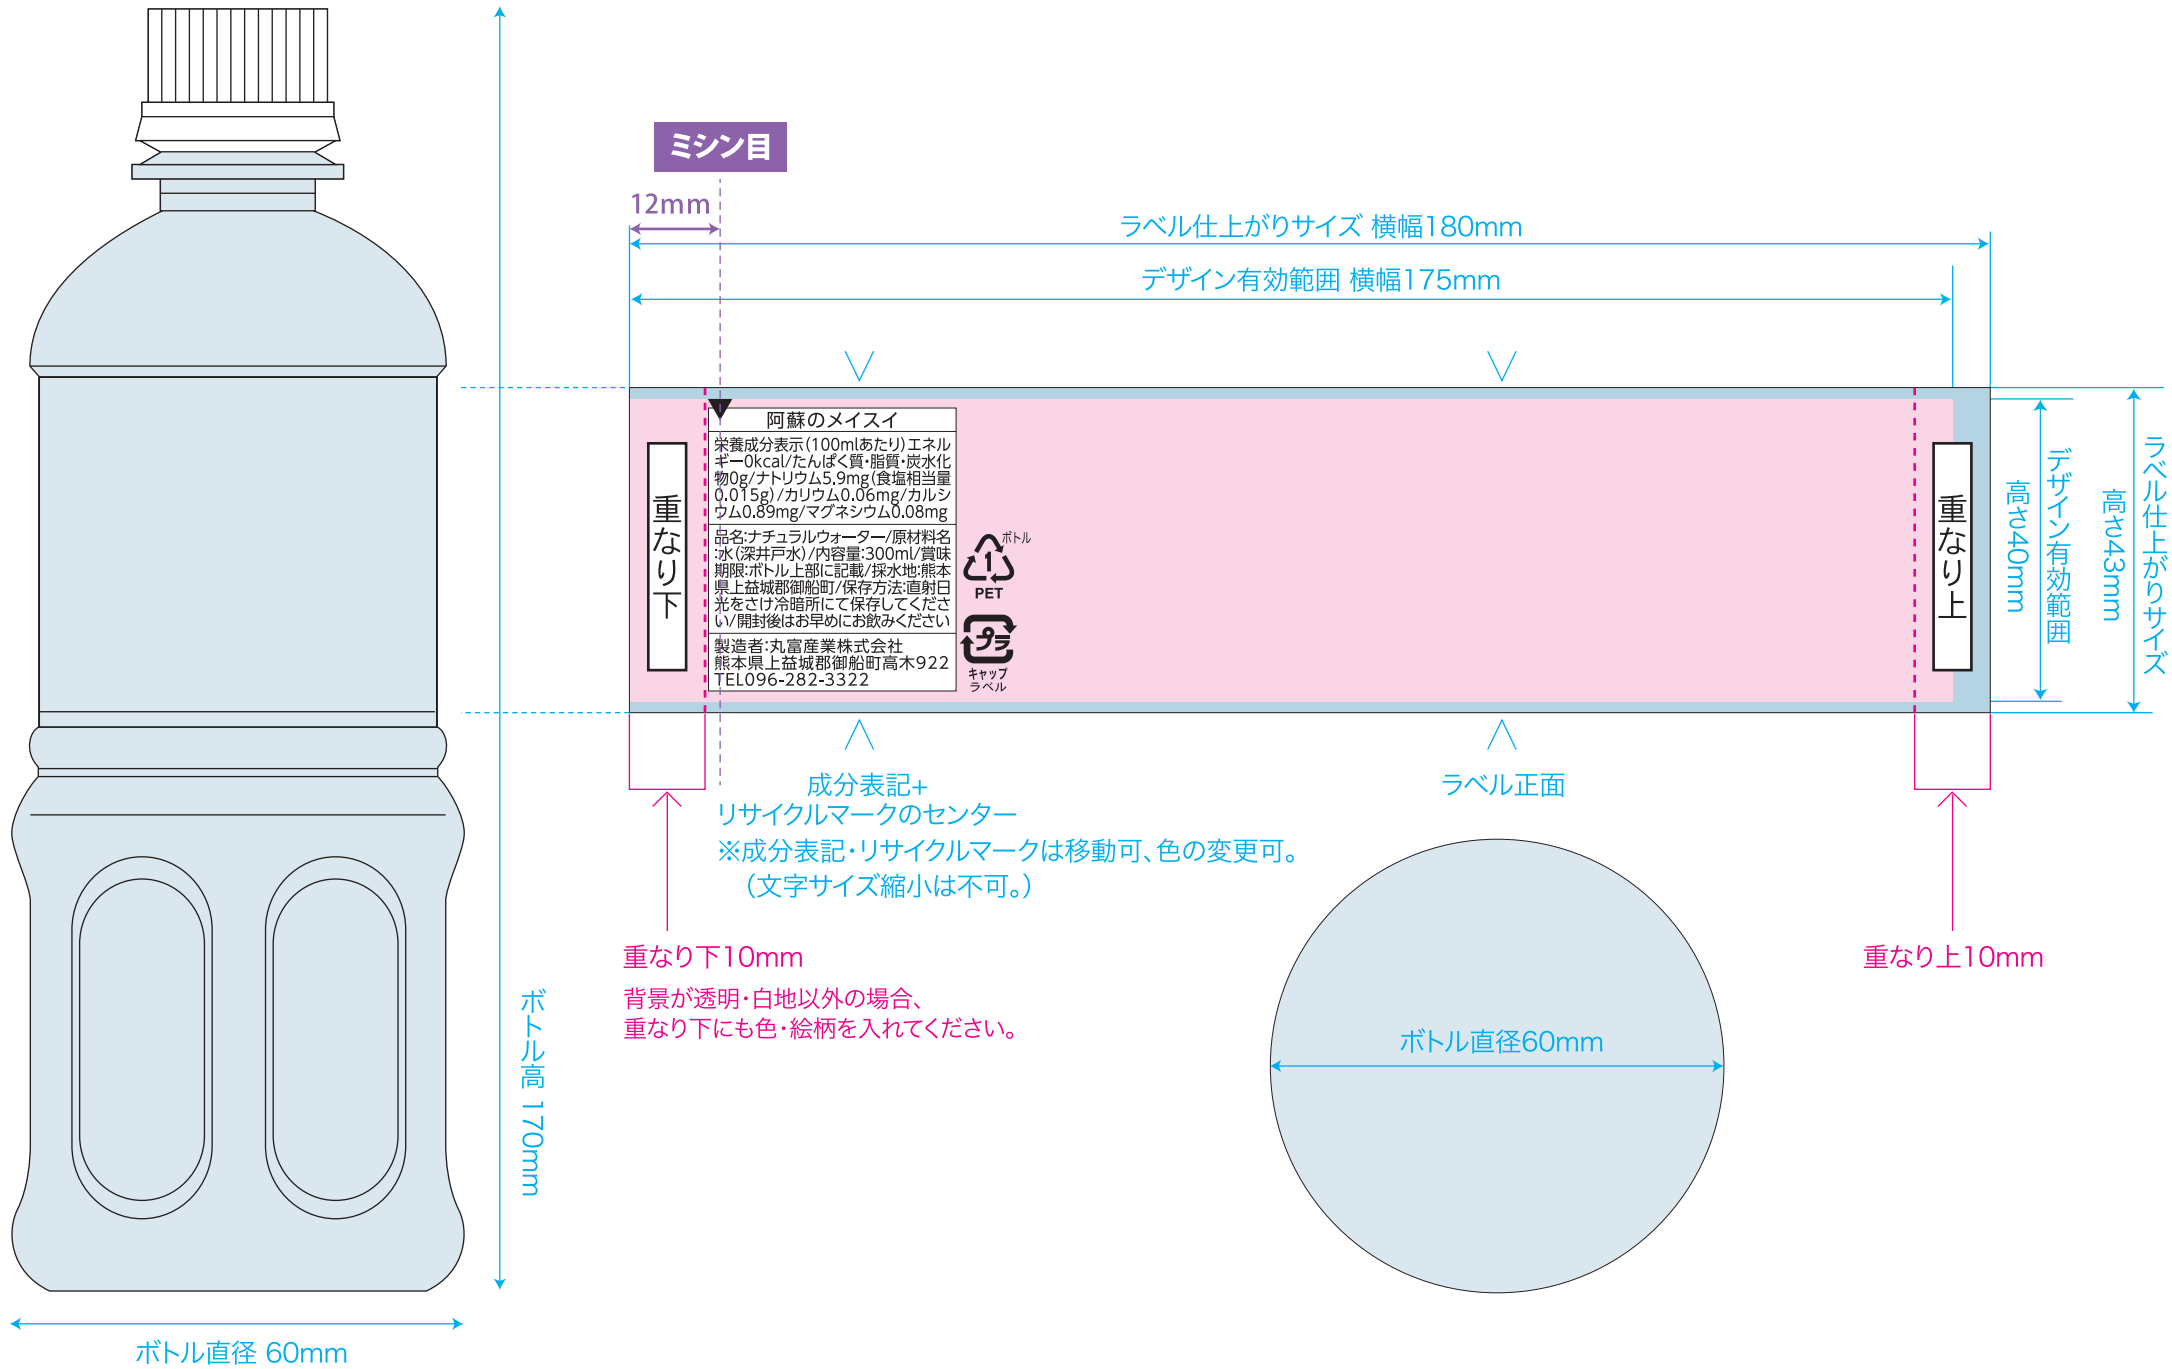 ミシン目
12mm
ラベル仕上がりサイズ 横幅180mm
デザイン有効範囲 横幅175mm
重なり下
阿蘇のメイスイ
栄養成分表示(100mlあたり)エネル
ギー0kcal/たんぱく質・脂質・炭水化
物0g/ナトリウム5.9mg(食塩相当量
0.015g)/カリウム0.06mg/カルシ
ウム0.89mg/マグネシウム0.08mg
品名:ナチュラルウォーター/原材料名
:水(深井戸水)/内容量:300ml/賞味
期限:ボトル上部に記載/採水地:熊本
県上益城郡御船町/保存方法:直射日
光をさけ冷暗所にて保存してくださ
い/開封後はお早めにお飲みください
製造者:丸富産業株式会社
熊本県上益城郡御船町高木922
TEL096-282-3322
ボトル
1
PET
プラ
キャップ
ラベル
重なり上
デザイン有効範囲
高さ40mm
ラベル仕上がりサイズ
高さ43mm
成分表記+
リサイクルマークのセンター
※成分表記・リサイクルマークは移動可、色の変更可。
(文字サイズ縮小は不可。)
ラベル正面
重なり下10mm
背景が透明・白地以外の場合、
重なり下にも色・絵柄を入れてください。
重なり上10mm
ボトル高 170mm
ボトル直径60mm
ボトル直径 60mm